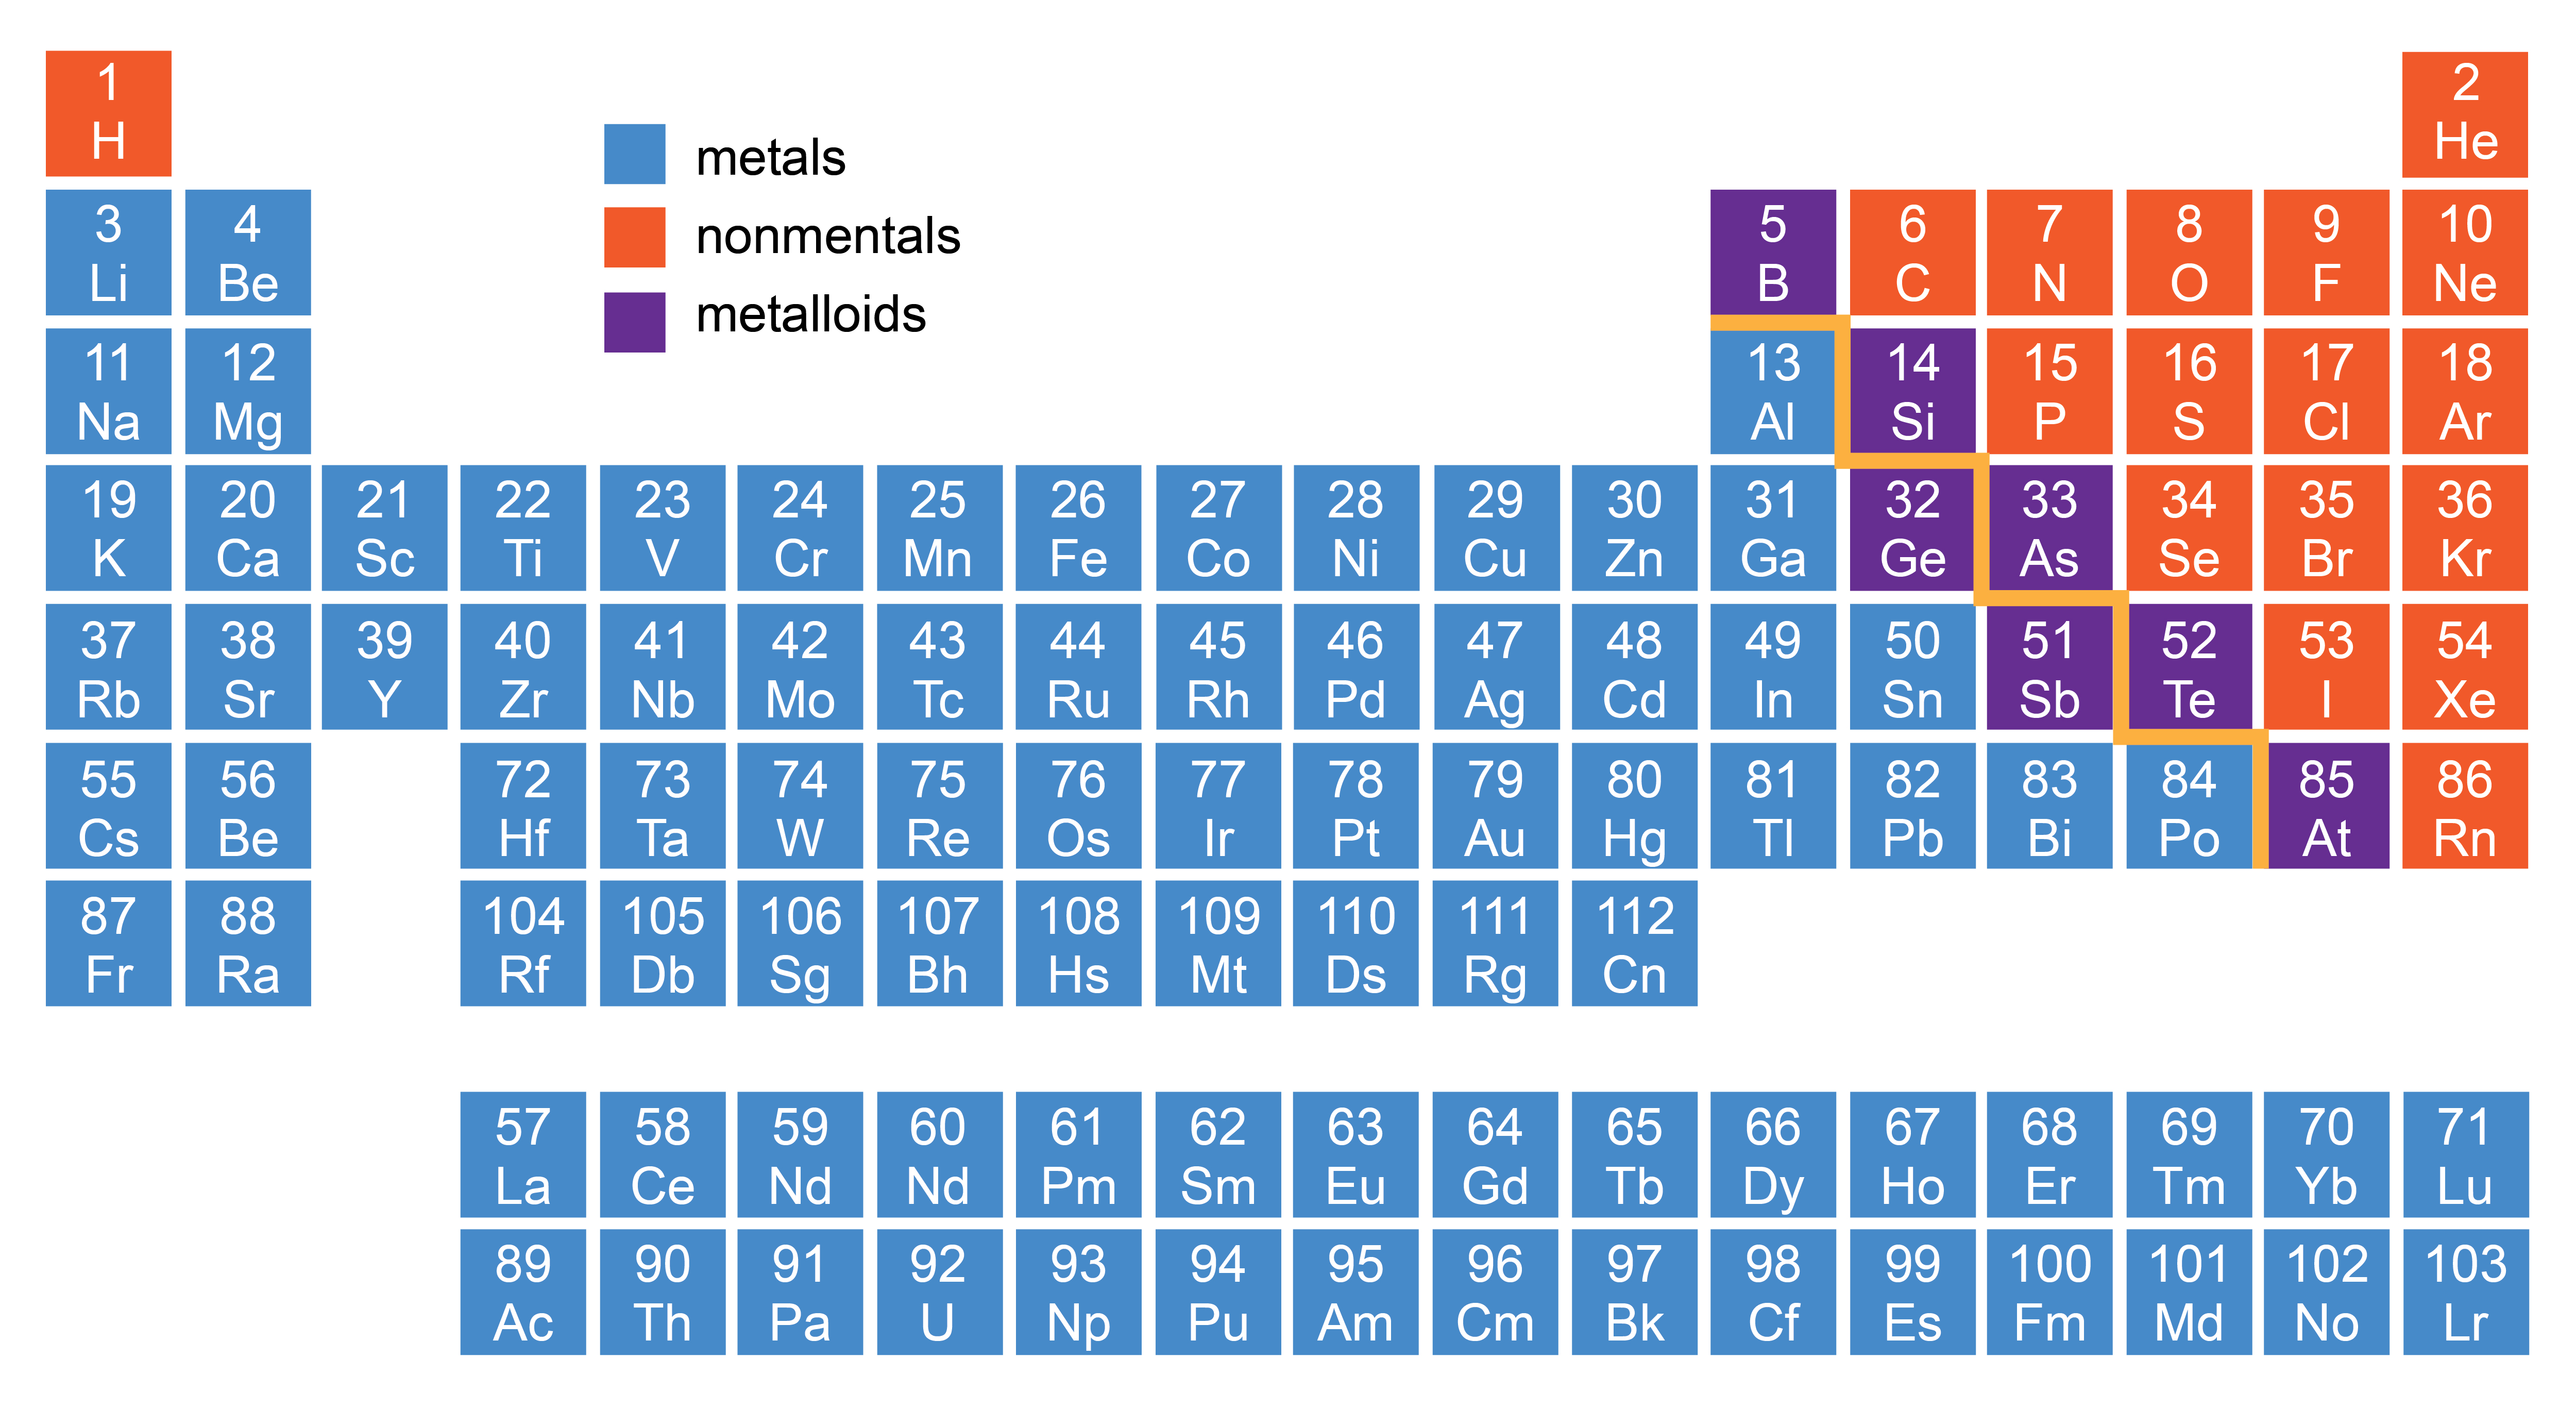 1 2
H He
metals
3 4 5 6 7 8 9 10
Li Be B C N O F Ne
nonmentals
metalloids
11 12 13 14 15 16 17 18
Na Mg Al Si P S Cl Ar
19 20 21 22 23 24 25 26 27 28 29 30 31 32 33 34 35 36
K Ca Sc Ti V Cr Mn Fe Co Ni Cu Zn Ga Ge As Se Br Kr
37 38 39 40 41 42 43 44 45 46 47 48 49 50 51 52 53 54
Rb Sr Y Zr Nb Mo Tc Ru Rh Pd Ag Cd In Sn Sb Te I Xe
55 56 72 73 74 75 76 77 78 79 80 81 82 83 84 85 86
Cs Be Hf Ta W Re Os Ir Pt Au Hg Tl Pb Bi Po At Rn
87 88 104 105 106 107 108 109 110 111 112
Fr Ra Rf Db Sg Bh Hs Mt Ds Rg Cn
57 58 59 60 61 62 63 64 65 66 67 68 69 70 71
La Ce Nd Nd Pm Sm Eu Gd Tb Dy Ho Er Tm Yb Lu
89 90 91 92 93 94 95 96 97 98 99 100 101 102 103
Ac Th Pa U Np Pu Am Cm Bk Cf Es Fm Md No Lr